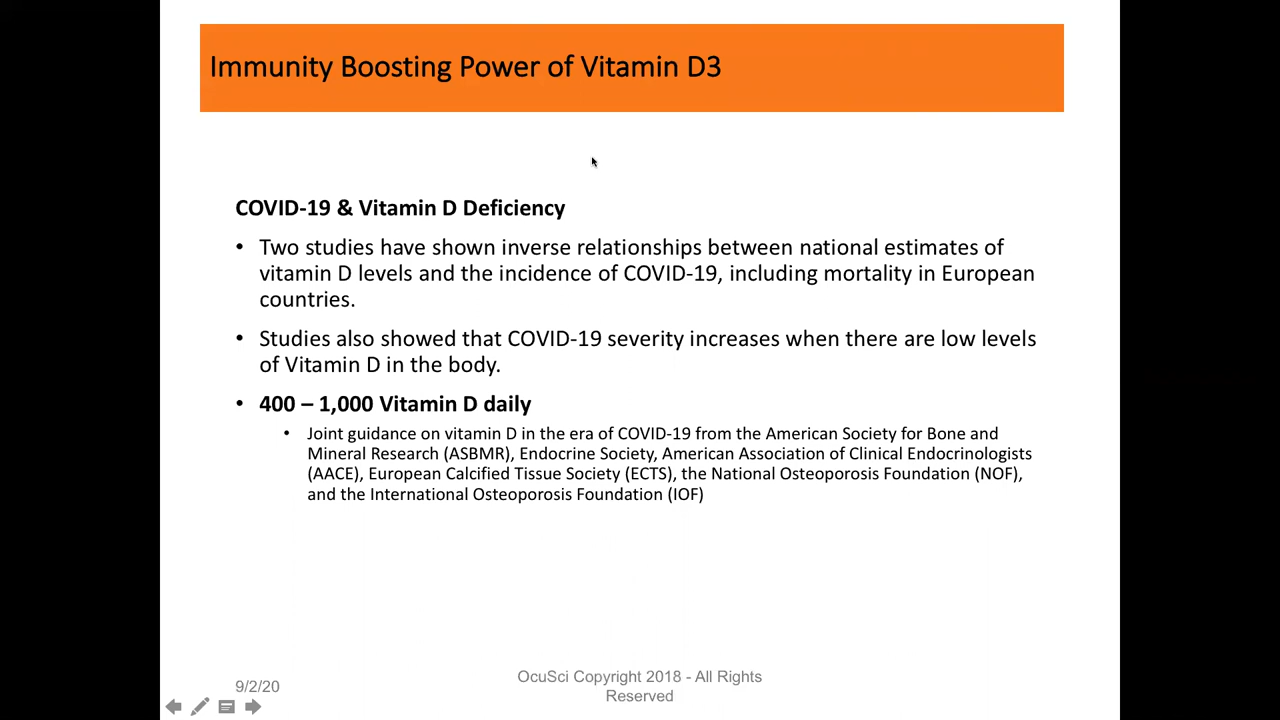 Immunity Boosting Power of Vitamin D3
COVID-19 & Vitamin D Deficiency
• Two studies have shown inverse relationships between national estimates of
vitamin D levels and the incidence of COVID-19, including mortality in European
countries.
• Studies also showed that COVID-19 severity increases when there are low levels
of Vitamin D in the body.
• 400 – 1,000 Vitamin D daily
• Joint guidance on vitamin D in the era of COVID-19 from the American Society for Bone and
Mineral Research (ASBMR), Endocrine Society, American Association of Clinical Endocrinologists
(AACE), European Calcified Tissue Society (ECTS), the National Osteoporosis Foundation (NOF),
and the International Osteoporosis Foundation (IOF)
9/2/20
OcuSci Copyright 2018 - All Rights
Reserved